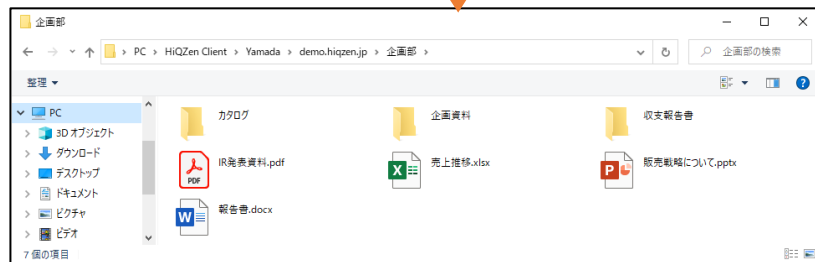 企画部
PC > HiQZen Client > Yamada > demo.hiqzen.jp > 企画部 >
企画部の検索
整理
PC
3D オブジェクト
ダウンロード
デスクトップ
ドキュメント
ピクチャ
ビデオ
カタログ
企画資料
収支報告書
PDF
IR発表資料.pdf
X
売上推移.xlsx
P
販売戦略について.pptx
W
報告書.docx
7 個の項目